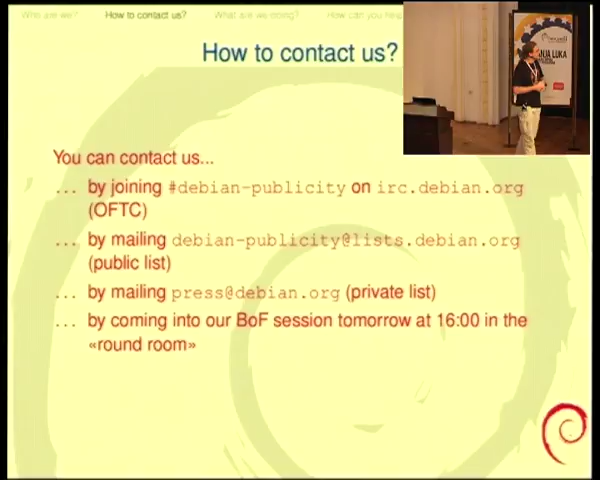 Who are we?
How to contact us?
What are we doing?
How can you help
How to contact us?
You can contact us...
... by joining #debian-publicity on irc.debian.org
(OFTC)
... by mailing debian-publicity@lists.debian.org
(public list)
... by mailing press@debian.org (private list)
... by coming into our BoF session tomorrow at 16:00 in the
«round room»
LUKA